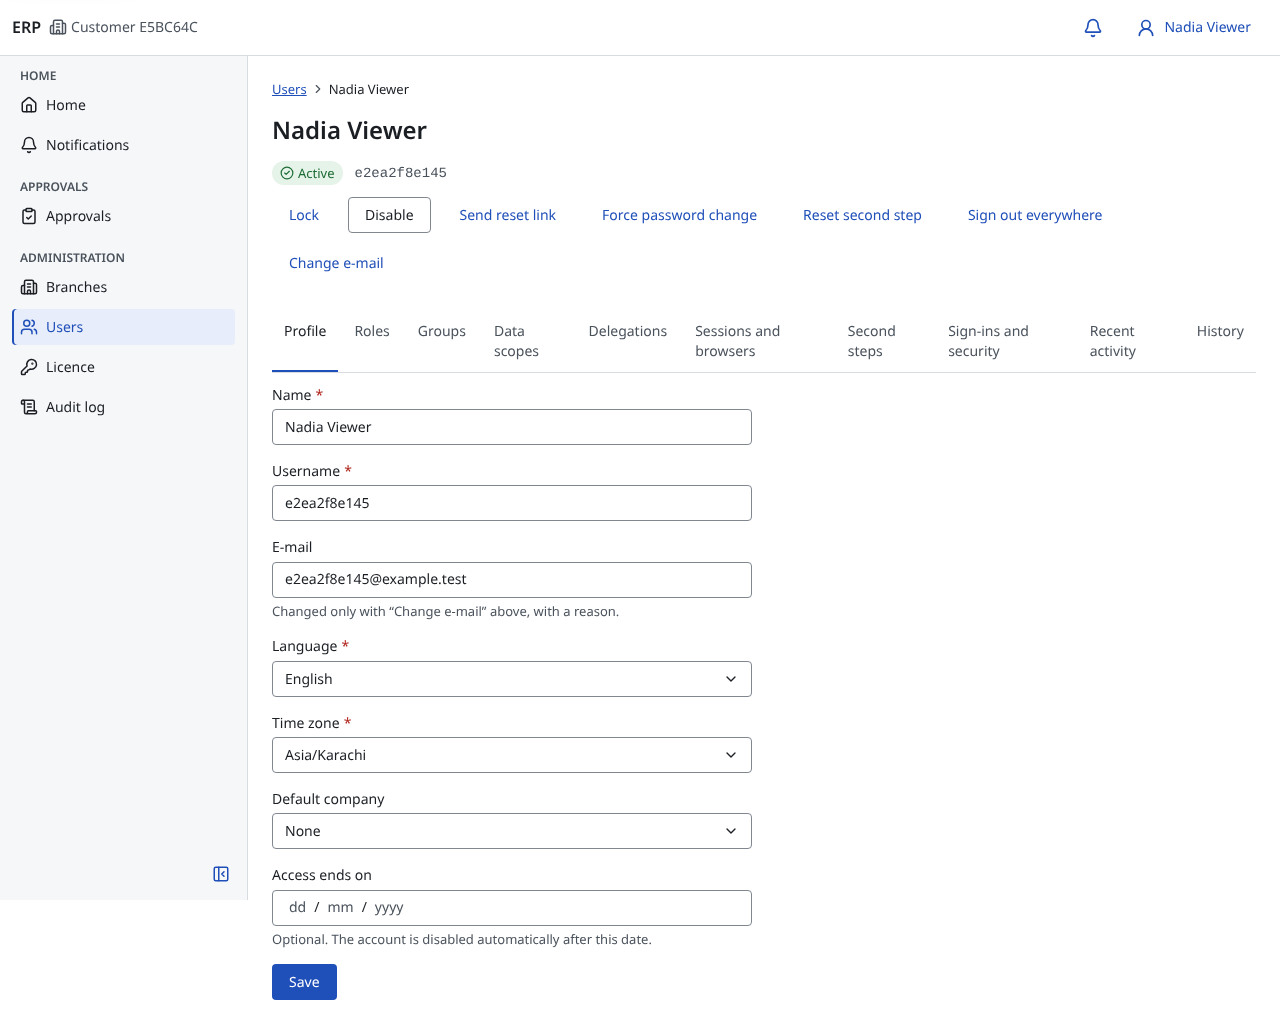 ERP Customer E5BC64C
Nadia Viewer
HOME
Home
Notifications
APPROVALS
Approvals
ADMINISTRATION
Branches
Users
Licence
Audit log
Users > Nadia Viewer
Nadia Viewer
Active e2ea2f8e145
Lock Disable Send reset link Force password change Reset second step Sign out everywhere
Change e-mail
Profile Roles Groups Data scopes Delegations Sessions and browsers Second steps Sign-ins and security Recent activity History
Name *
Nadia Viewer
Username *
e2ea2f8e145
E-mail
e2ea2f8e145@example.test
Changed only with “Change e-mail” above, with a reason.
Language *
English
Time zone *
Asia/Karachi
Default company
None
Access ends on
dd / mm / yyyy
Optional. The account is disabled automatically after this date.
Save